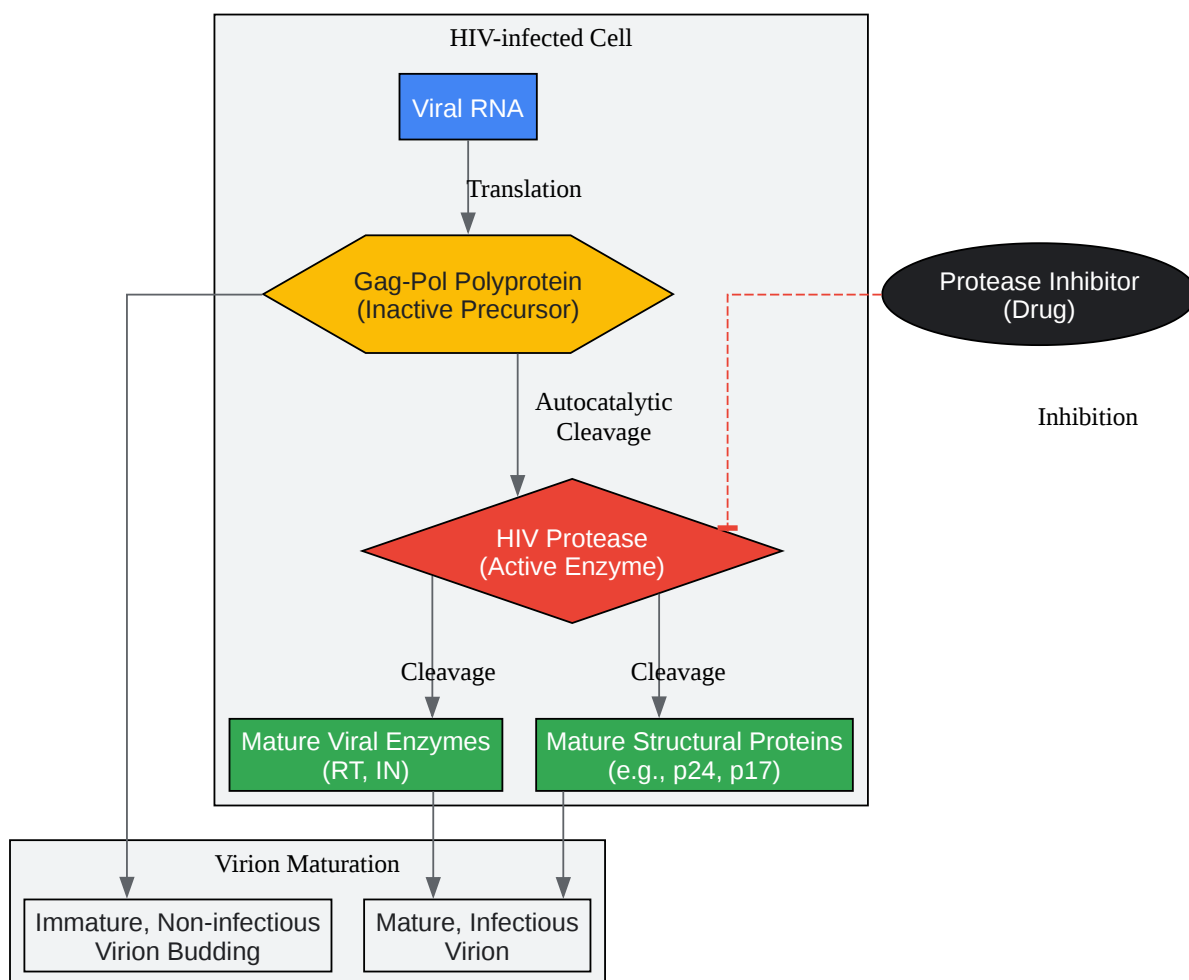 HIV-infected Cell
Viral RNA
Translation
Gag-Pol Polyprotein
(Inactive Precursor)
Protease Inhibitor
(Drug)
Autocatalytic
Cleavage
Inhibition
HIV Protease
(Active Enzyme)
Cleavage
Cleavage
Mature Viral Enzymes
(RT, IN)
Mature Structural Proteins
(e.g., p24, p17)
Virion Maturation
Immature, Non-infectious
Virion Budding
Mature, Infectious
Virion